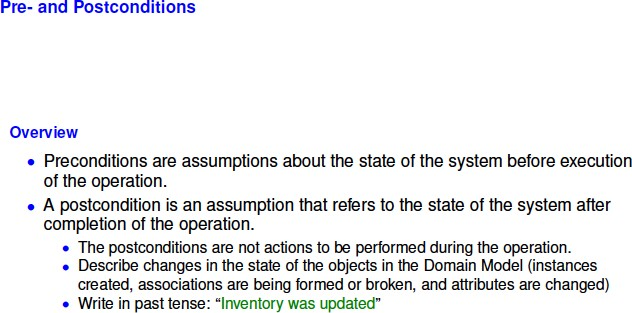 Pre- and Postconditions
Overview
• Preconditions are assumptions about the state of the system before execution
of the operation.
• A postcondition is an assumption that refers to the state of the system after
completion of the operation.
• The postconditions are not actions to be performed during the operation.
• Describe changes in the state of the objects in the Domain Model (instances
created, associations are being formed or broken, and attributes are changed)
• Write in past tense: “Inventory was updated”